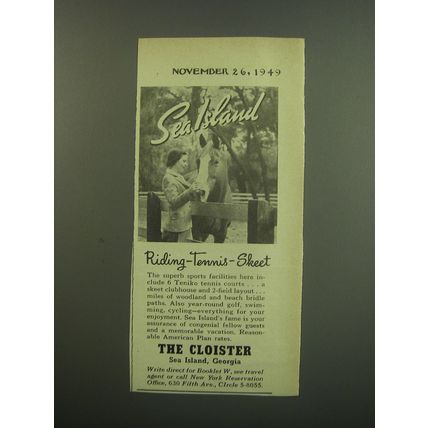 NOVEMBER 26, 1949
Sea Island
Riding-Tennis-Skeet
The superb sports facilities here in-
clude 6 Teniko tennis courts . . . a
skeet clubhouse and 2-field layout . . .
miles of woodland and beach bridle
paths. Also year-round golf, swim-
ming, cycling—everything for your
enjoyment. Sea Island's fame is your
assurance of congenial fellow guests
and a memorable vacation. Reason-
able American Plan rates.
THE CLOISTER
Sea Island, Georgia
Write direct for Booklet W, see travel
agent or call New York Reservation
Office, 630 Fifth Ave., CIrcle 5-8055.